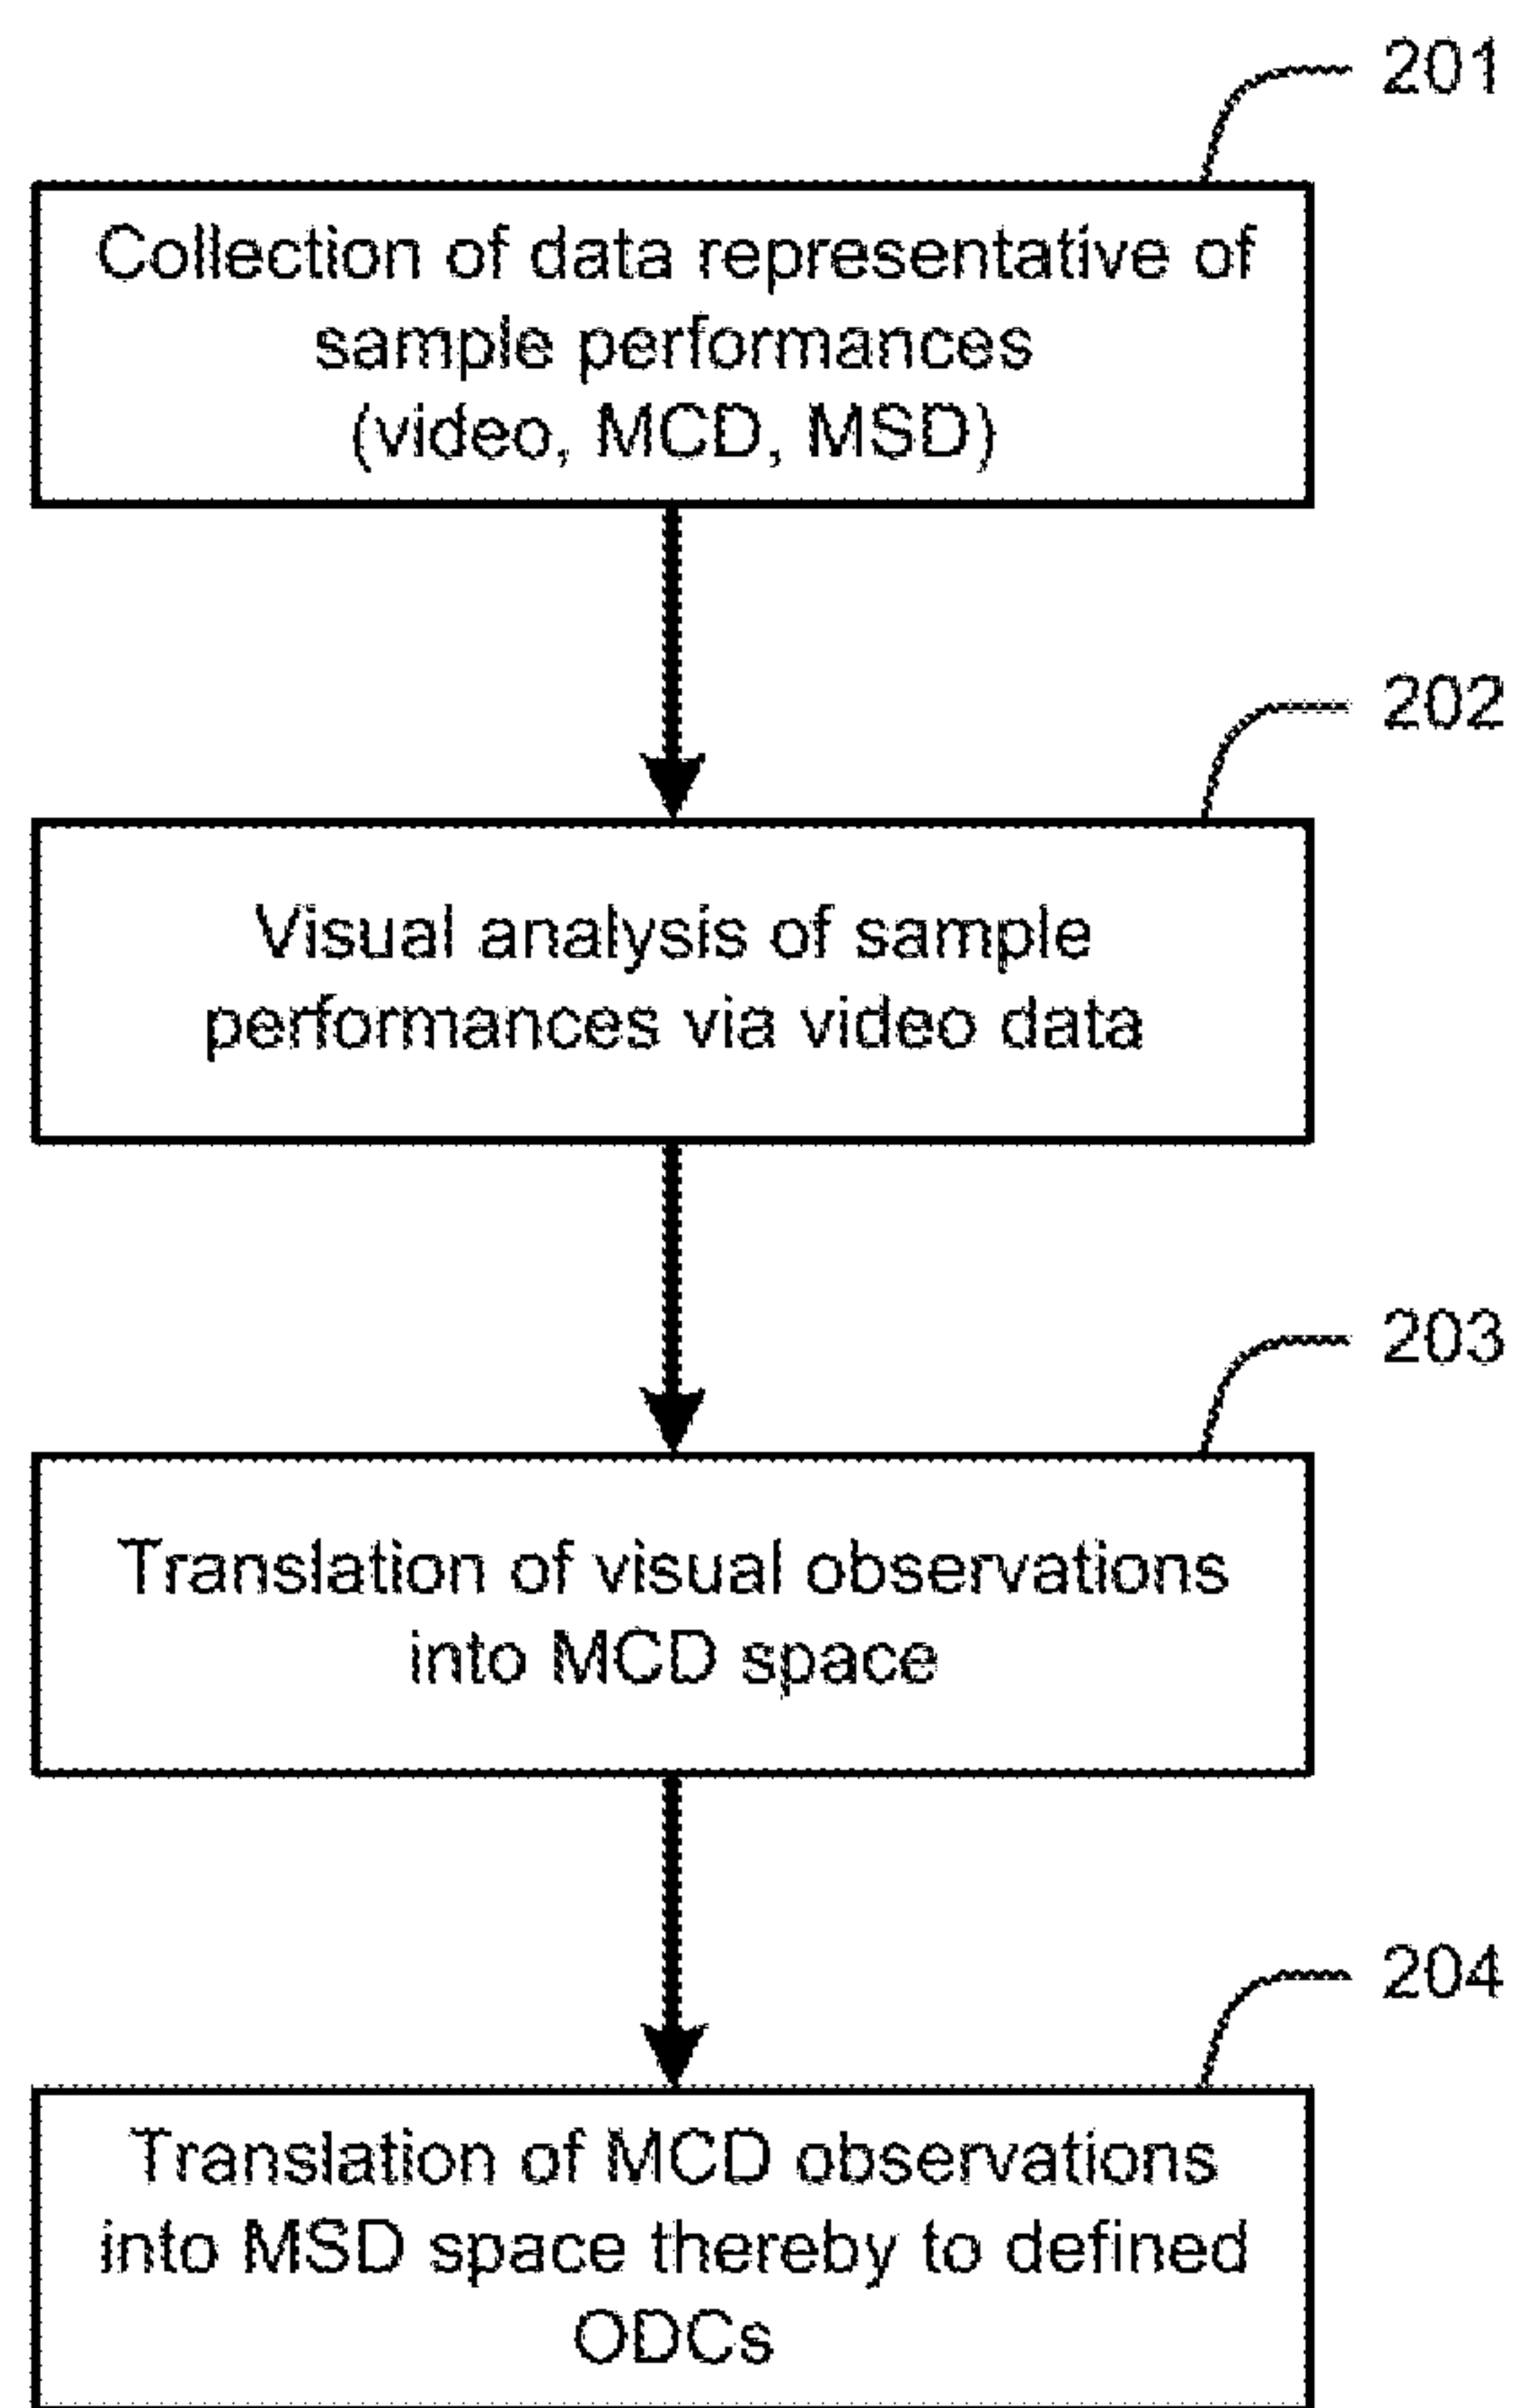 201
Collection of data representative of
sample performances
(video, MCD, MSD)
202
Visual analysis of sample
performances via video data
203
Translation of visual observations
into MCD space
204
Translation of MCD observations
into MSD space thereby to defined
ODCs